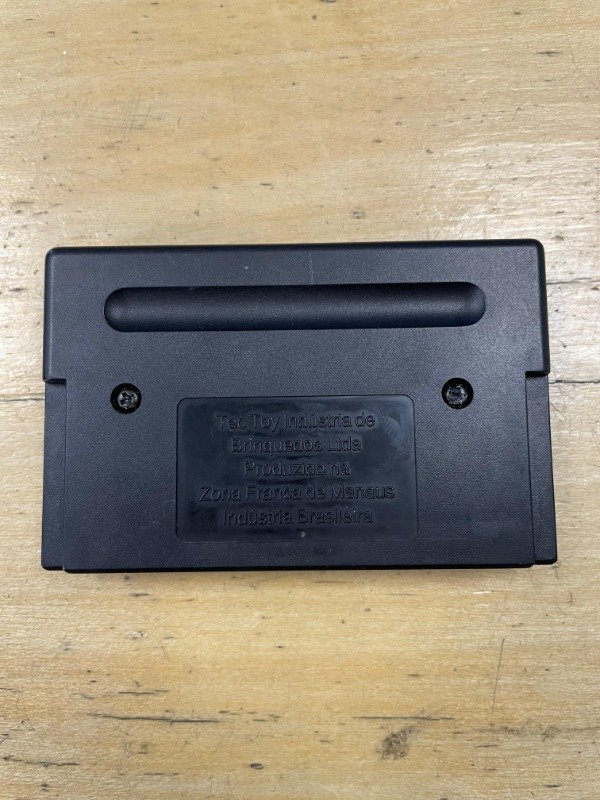 Tec Toy Indústria de
Brinquedos Ltda
Produzido na
Zona Franca de Manaus
Indústria Brasileira